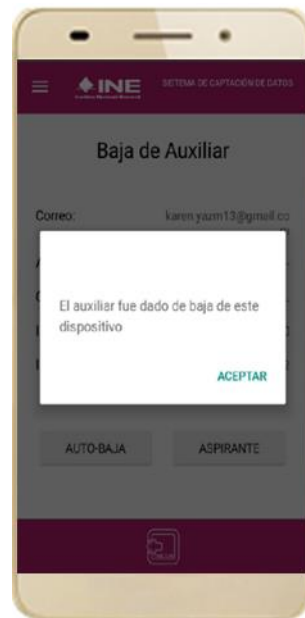 INE
SISTEMA DE CAPTACIÓN DE DATOS
Baja de Auxiliar
Correo: karen.yazm13@gmail.co
El auxiliar fue dado de baja de este
dispositivo
ACEPTAR
AUTO-BAJA ASPIRANTE